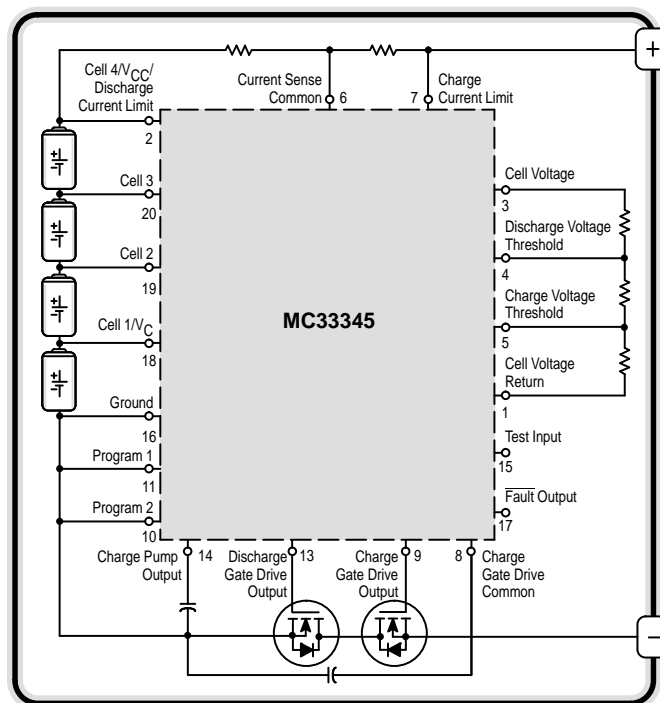 +
Cell 4/VCC/
Discharge
Current Limit
2
Current Sense
Common
6
7
Charge
Current Limit
Cell 3
20
Cell 2
19
Cell 1/VC
18
Ground
16
Program 1
11
Program 2
10
MC33345
Cell Voltage
3
Discharge Voltage
Threshold
4
Charge Voltage
Threshold
5
Cell Voltage
Return
1
Test Input
15
Fault Output
17
Charge Pump
Output
14
Discharge
Gate Drive
Output
13
Charge
Gate Drive
Output
9
8
Charge
Gate Drive
Common
–